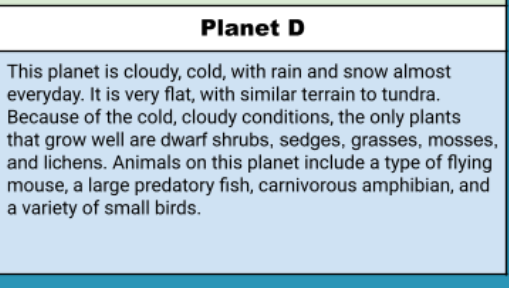 Planet D
This planet is cloudy, cold, with rain and snow almost
everyday. It is very flat, with similar terrain to tundra.
Because of the cold, cloudy conditions, the only plants
that grow well are dwarf shrubs, sedges, grasses, mosses,
and lichens. Animals on this planet include a type of flying
mouse, a large predatory fish, carnivorous amphibian, and
a variety of small birds.